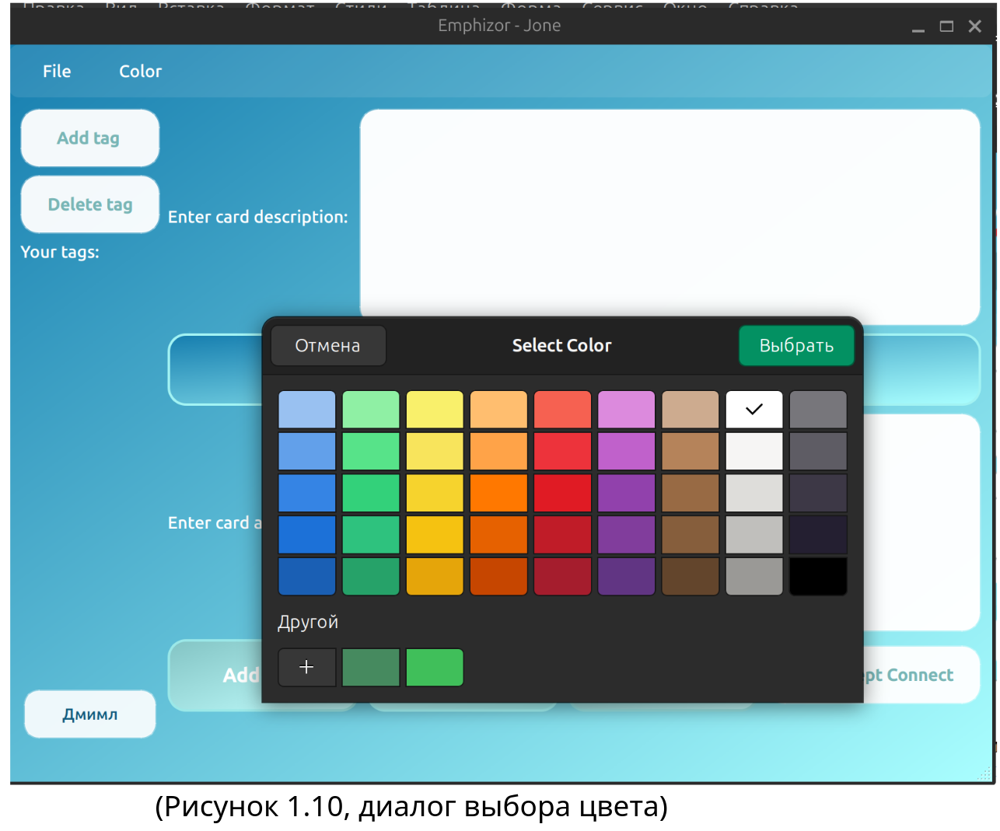 Правка Вид Вставка Формат Стили Таблица Форма Сервис Окно Справка
Emphizor - Jone
File Color
Add tag
Delete tag
Enter card description:
Your tags:
Отмена Select Color Выбрать
Enter card a
Другой
Add
pt Connect
Дмимл
(Рисунок 1.10, диалог выбора цвета)